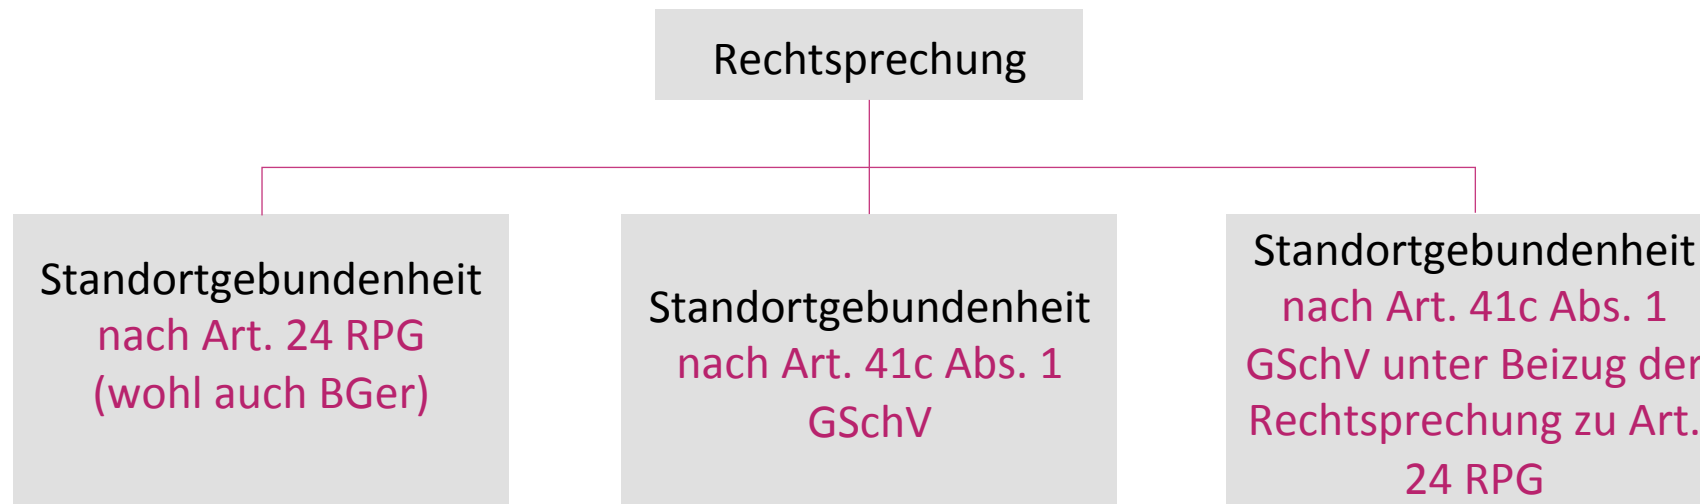 Rechtsprechung
Standortgebundenheit
nach Art. 24 RPG
(wohl auch BGer)
Standortgebundenheit
nach Art. 41c Abs. 1
GSchV
Standortgebundenheit
nach Art. 41c Abs. 1
GSchV unter Beizug der
Rechtsprechung zu Art.
24 RPG